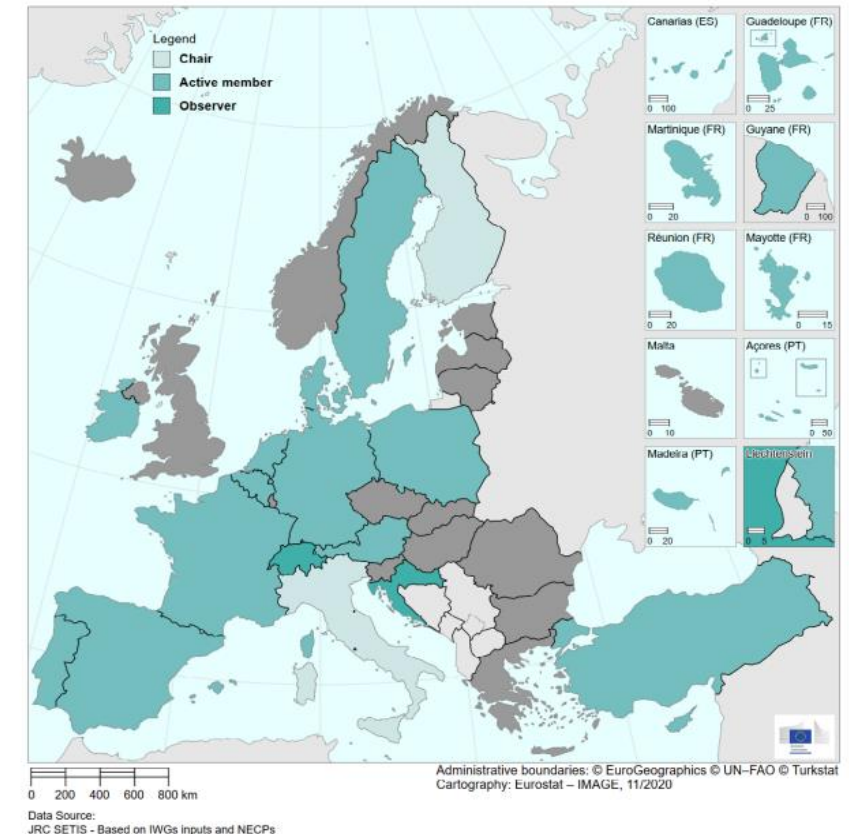 Legend
Chair
Active member
Observer
Canarias (ES)
0 100
Guadeloupe (FR)
0 25
Martinique (FR)
0 20
Guyane (FR)
0 100
Réunion (FR)
0 20
Mayotte (FR)
0 15
Malta
0 10
Açores (PT)
0 50
Madeira (PT)
0 20
Liechtenstein
0 5
0 200 400 600 800 km
Administrative boundaries: © EuroGeographics © UN–FAO © Turkstat
Cartography: Eurostat – IMAGE, 11/2020
Data Source:
JRC SETIS - Based on IWGs inputs and NECPs